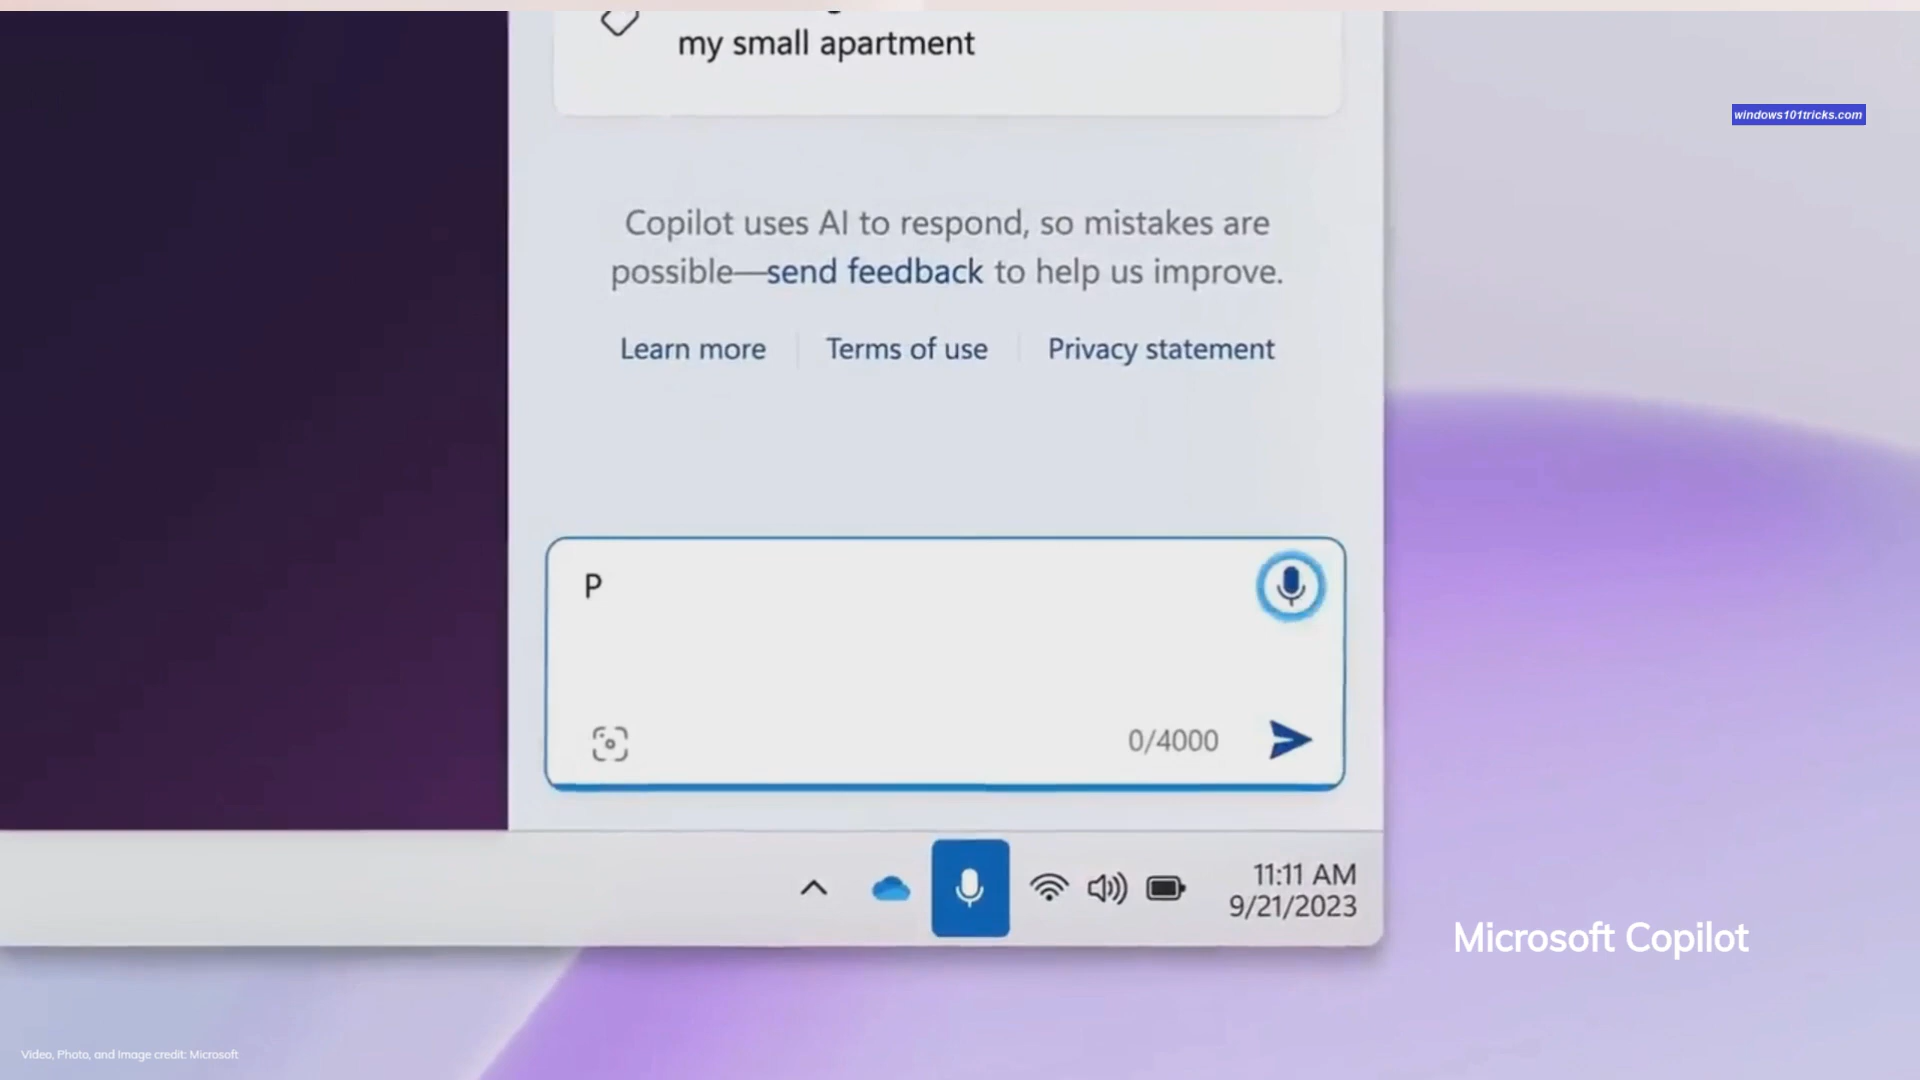 my small apartment
windows101tricks.com
Copilot uses AI to respond, so mistakes are
possible—send feedback to help us improve.
Learn more
Terms of use
Privacy statement
P
0/4000
11:11 AM
9/21/2023
Microsoft Copilot
Video, Photo, and Image credit: Microsoft